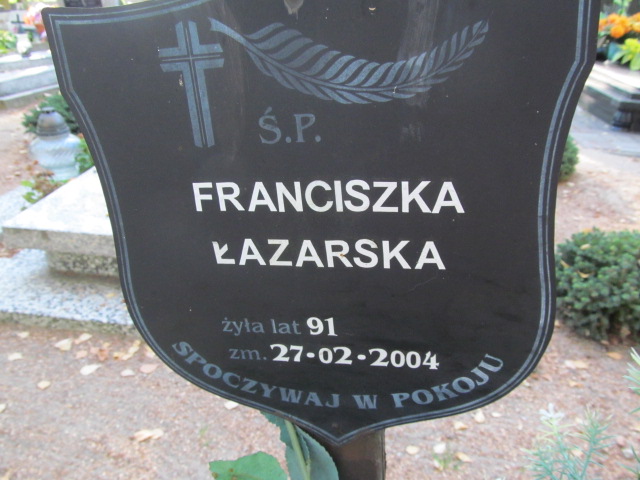 Ś.P.
FRANCISZKA
ŁAZARSKA
żyła lat 91
zm. 27-02-2004
SPOCZYWAJ W POKOJU